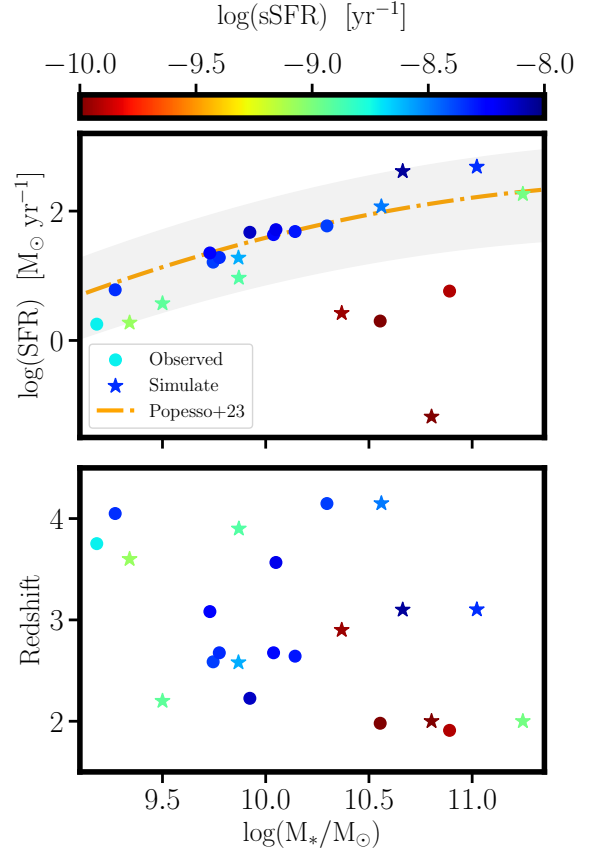 log(sSFR) [yr⁻¹]
−10.0 −9.5 −9.0 −8.5 −8.0
log(SFR) [M⊙ yr⁻¹]
2
0
Observed
Simulate
Popesso+23
Redshift
4
3
2
9.5 10.0 10.5 11.0
log(M*/M⊙)